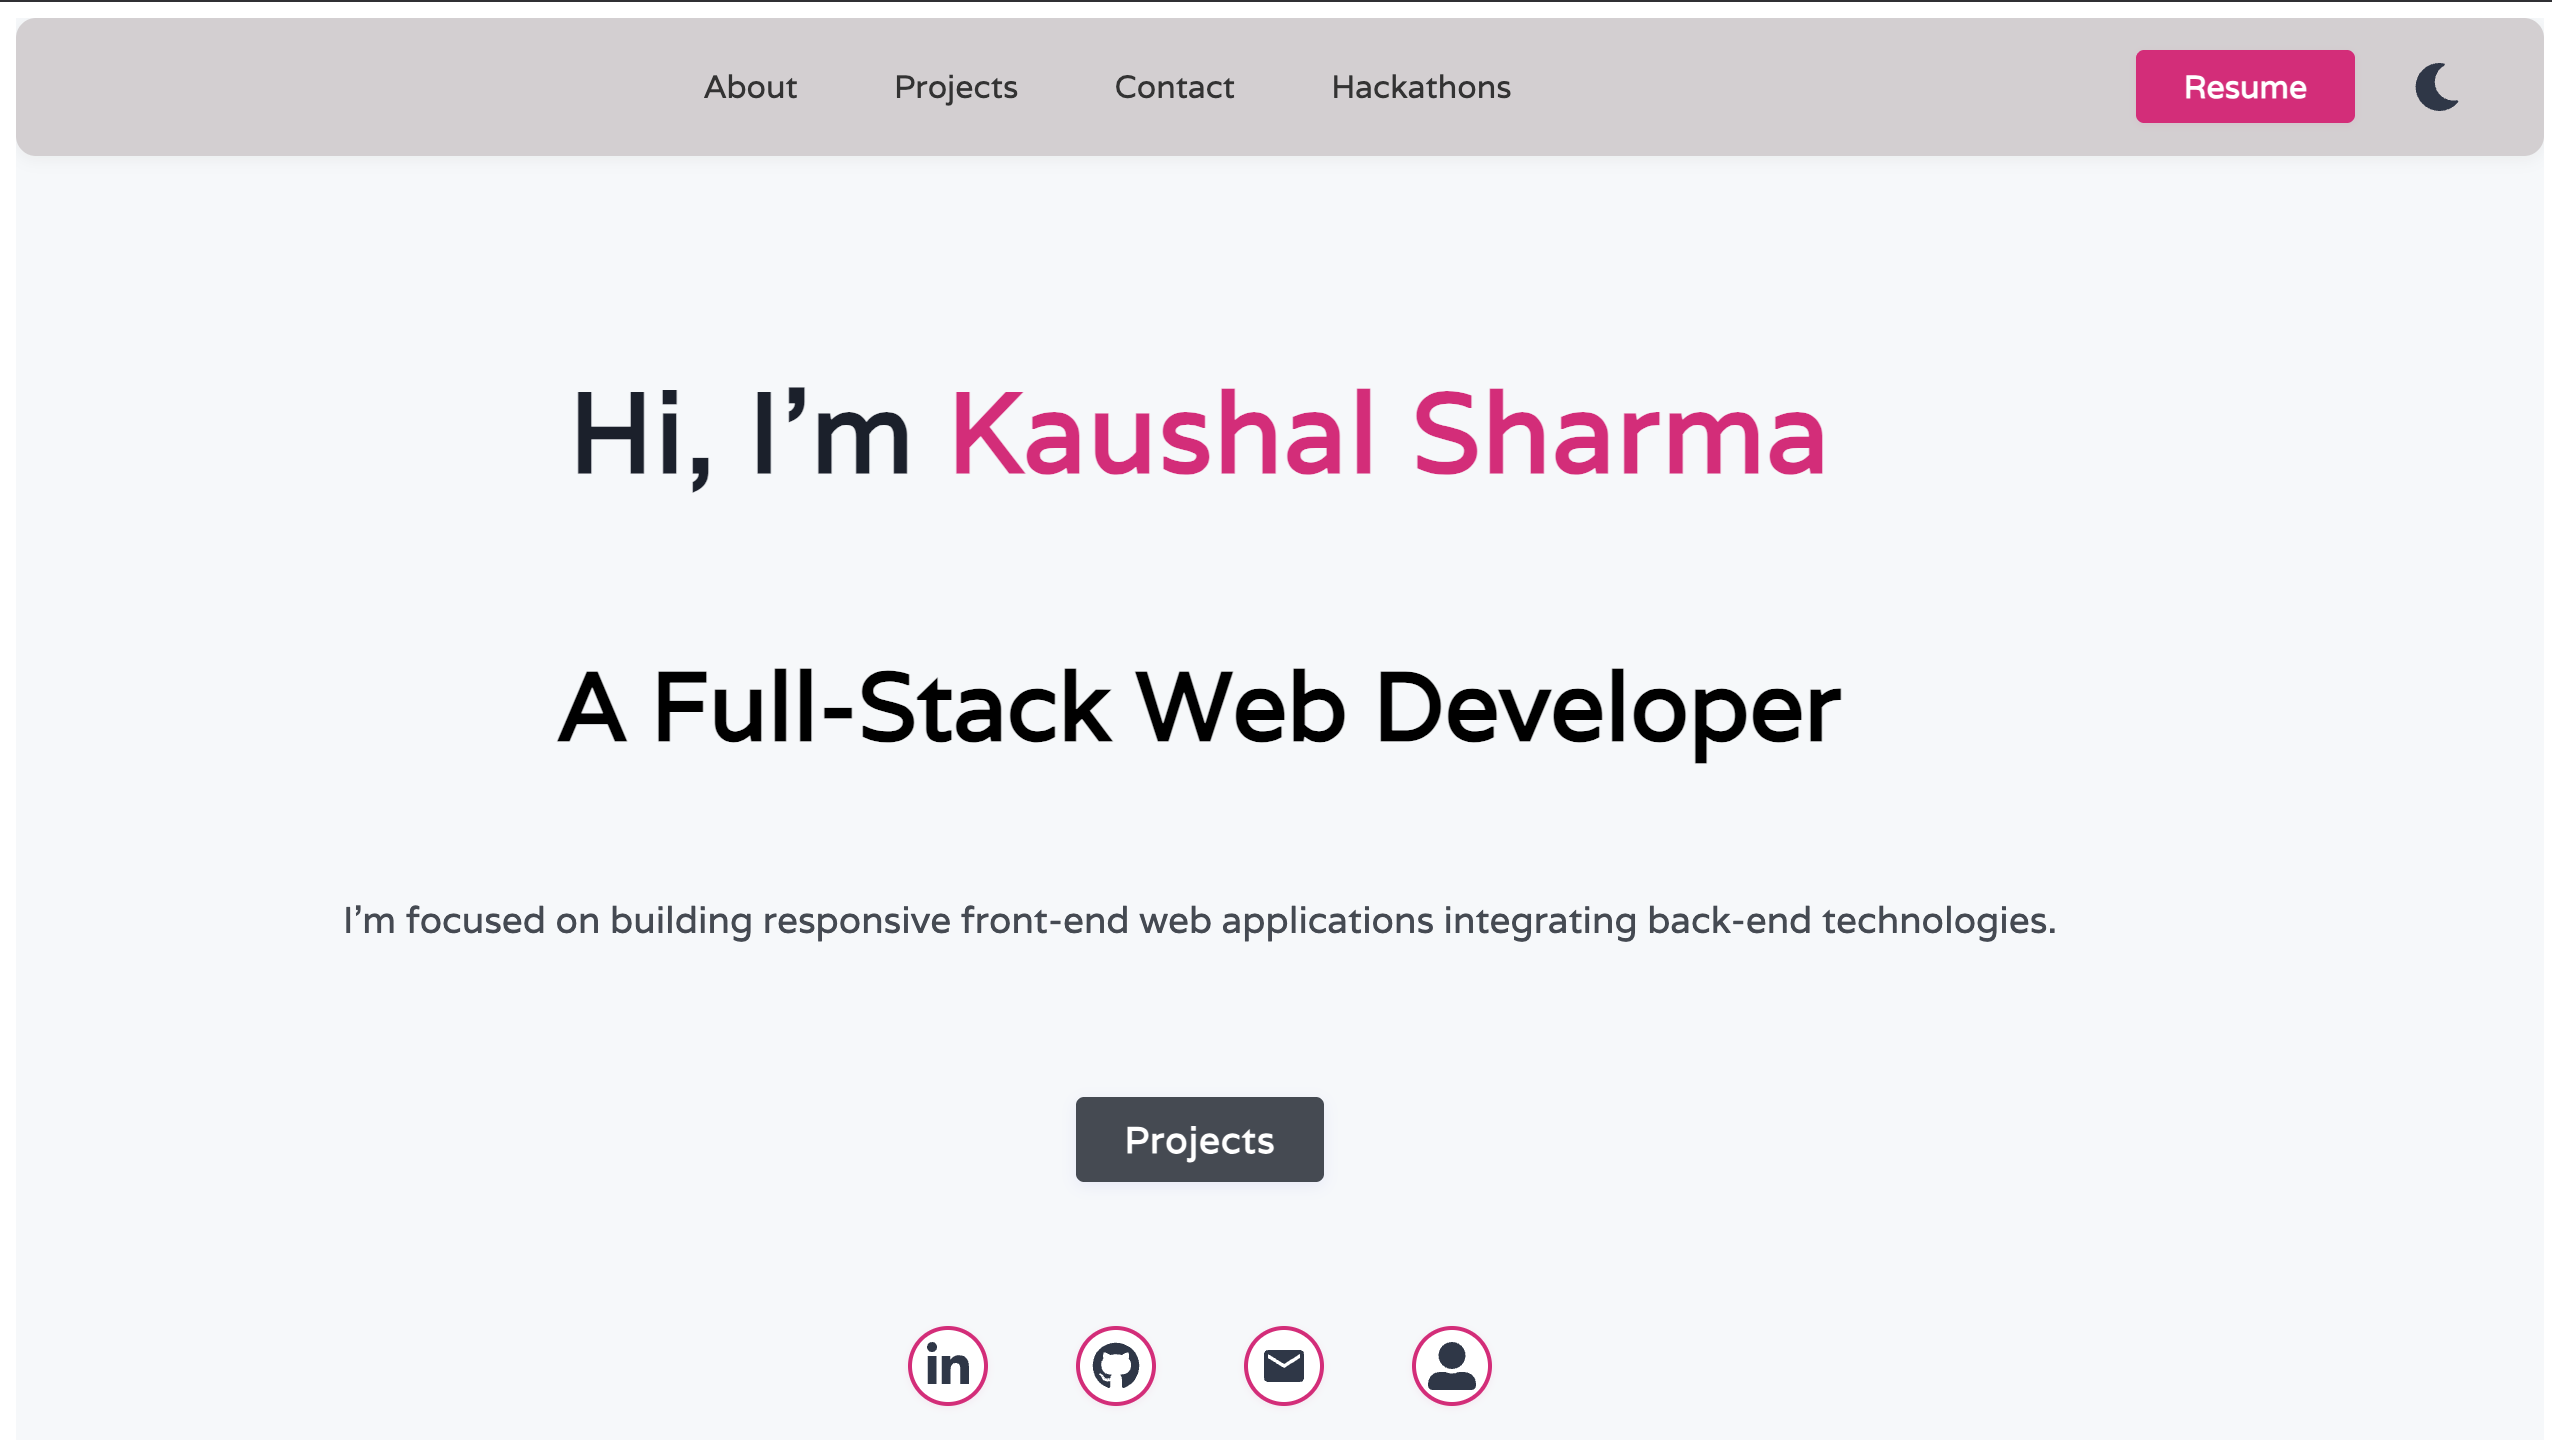 About Projects Contact Hackathons Resume
Hi, I’m Kaushal Sharma
A Full-Stack Web Developer
I’m focused on building responsive front-end web applications integrating back-end technologies.
Projects
in